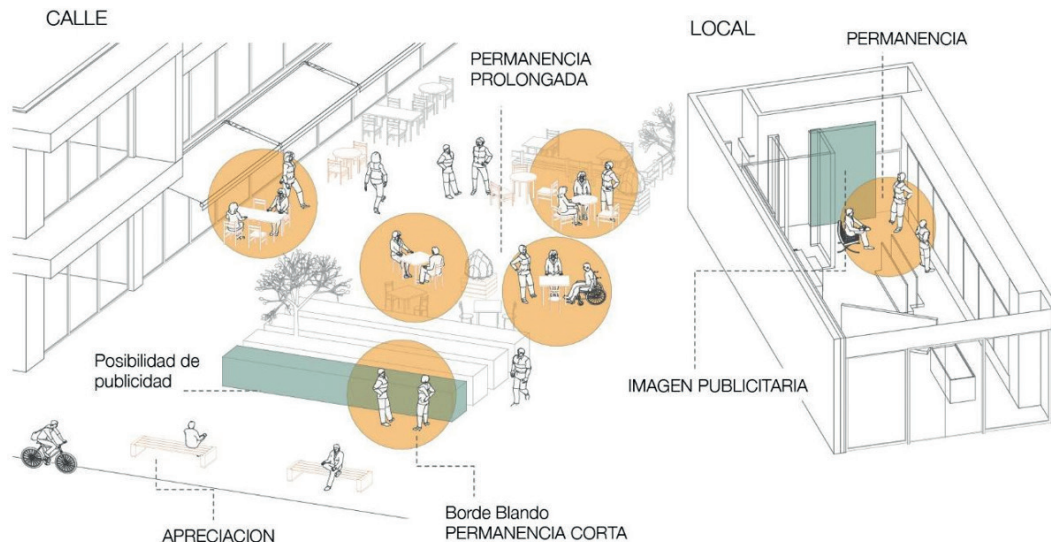 CALLE
PERMANENCIA
PROLONGADA
Posibilidad de
publicidad
APRECIACION
Borde Blando
PERMANENCIA CORTA
LOCAL
PERMANENCIA
IMAGEN PUBLICITARIA